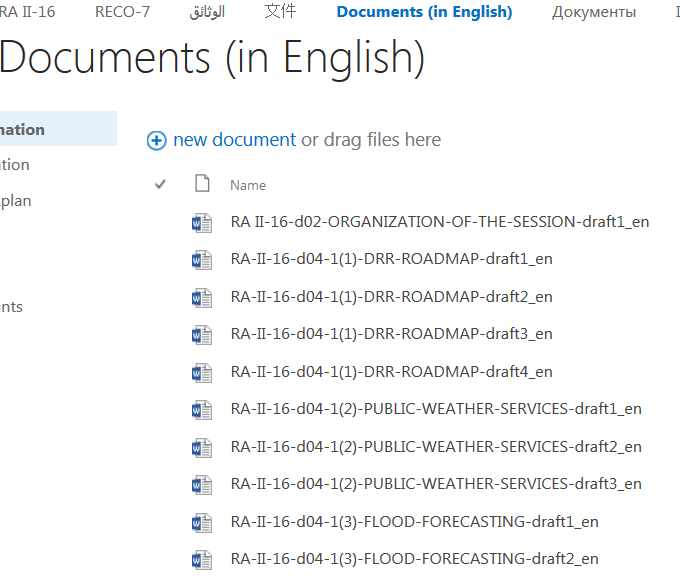 RA II-16 RECO-7 الوثائق 文件 Documents (in English) Документы
Documents (in English)
mation
new document or drag files here
tion
Name
plan
RA II-16-d02-ORGANIZATION-OF-THE-SESSION-draft1_en
RA-II-16-d04-1(1)-DRR-ROADMAP-draft1_en
RA-II-16-d04-1(1)-DRR-ROADMAP-draft2_en
nts
RA-II-16-d04-1(1)-DRR-ROADMAP-draft3_en
RA-II-16-d04-1(1)-DRR-ROADMAP-draft4_en
RA-II-16-d04-1(2)-PUBLIC-WEATHER-SERVICES-draft1_en
RA-II-16-d04-1(2)-PUBLIC-WEATHER-SERVICES-draft2_en
RA-II-16-d04-1(2)-PUBLIC-WEATHER-SERVICES-draft3_en
RA-II-16-d04-1(3)-FLOOD-FORECASTING-draft1_en
RA-II-16-d04-1(3)-FLOOD-FORECASTING-draft2_en